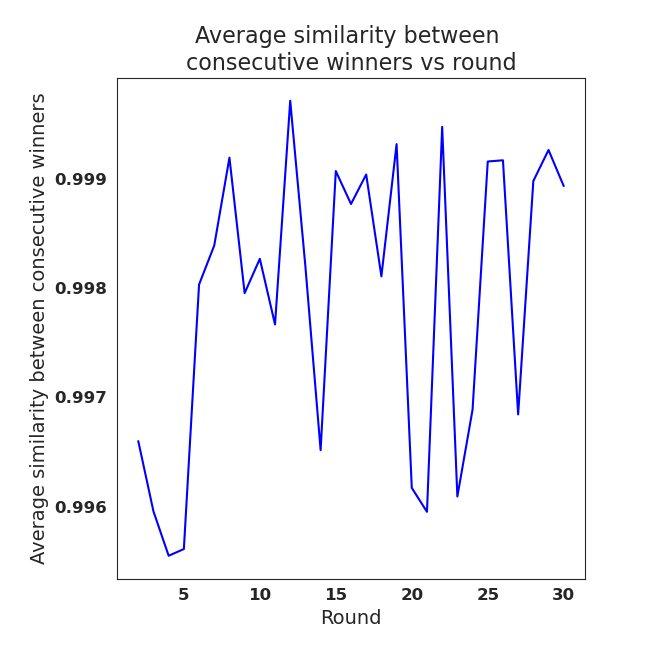 Average similarity between
consecutive winners vs round
Average similarity between consecutive winners
0.999
0.998
0.997
0.996
5 10 15 20 25 30
Round